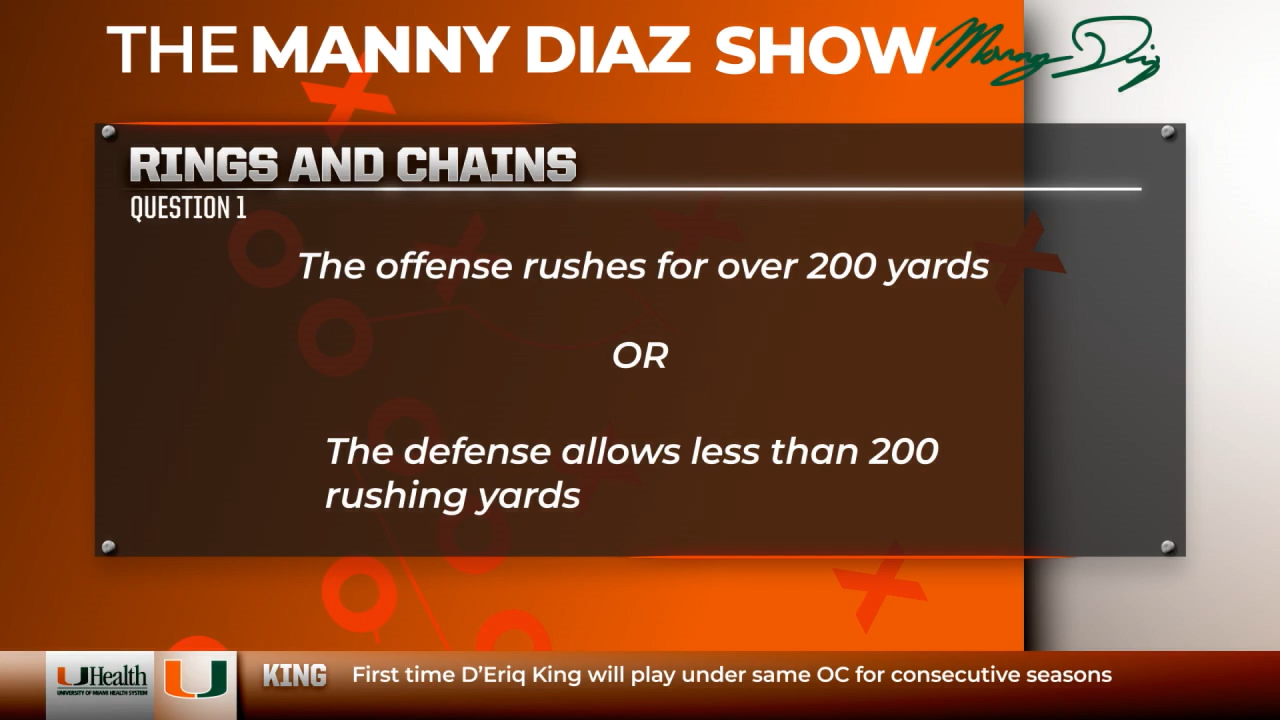 THE MANNY DIAZ SHOW Manny Diaz
RINGS AND CHAINS
QUESTION 1
The offense rushes for over 200 yards
OR
The defense allows less than 200
rushing yards
UHealth
UNIVERSITY OF MIAMI HEALTH SYSTEM
U
KING First time D’Eriq King will play under same OC for consecutive seasons